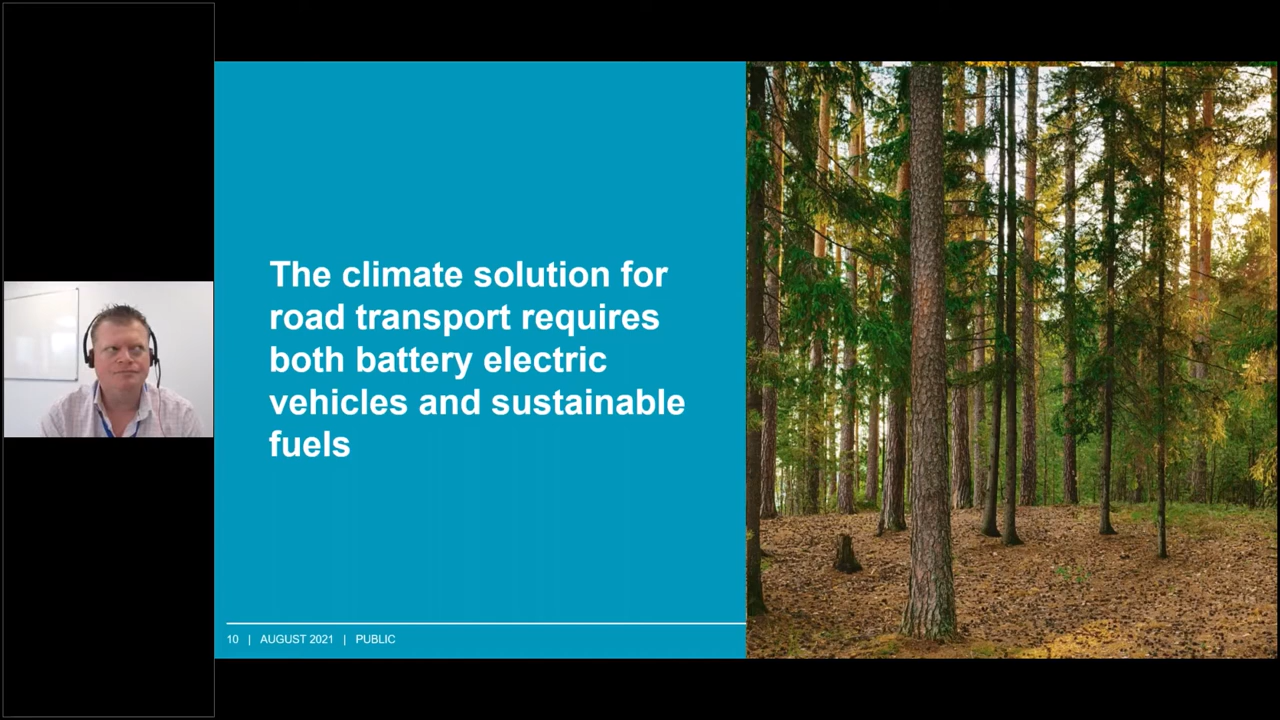 The climate solution for
road transport requires
both battery electric
vehicles and sustainable
fuels
10 | AUGUST 2021 | PUBLIC